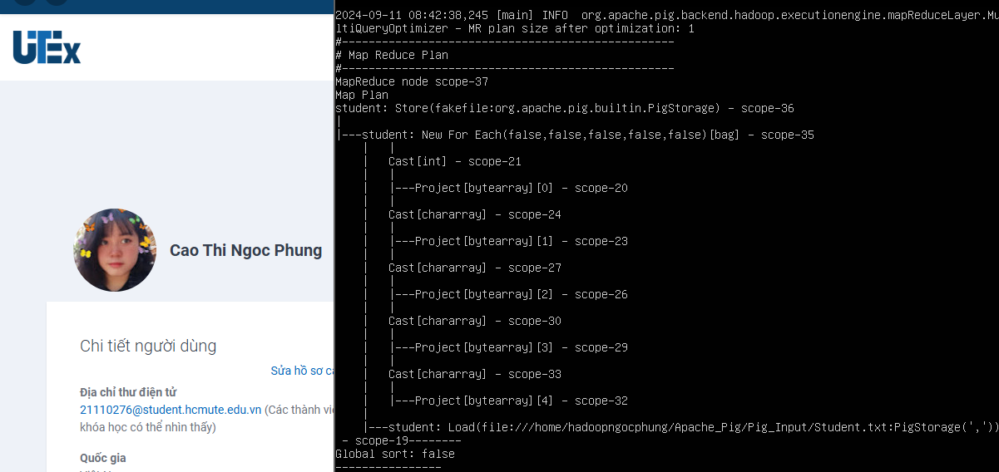 UTEx
Cao Thi Ngoc Phung
Chi tiết người dùng
Sửa hồ sơ cá
Địa chỉ thư điện tử
21110276@student.hcmute.edu.vn (Các thành viê
khóa học có thể nhìn thấy)
Quốc gia
2024-09-11 08:42:38,245 [main] INFO  org.apache.pig.backend.hadoop.executionengine.mapReduceLayer.Mu
ltiQueryOptimizer - MR plan size after optimization: 1
#--------------------------------------------------
# Map Reduce Plan
#--------------------------------------------------
MapReduce node scope-37
Map Plan
student: Store(fakefile:org.apache.pig.builtin.PigStorage) - scope-36
|
|---student: New For Each(false,false,false,false,false)[bag] - scope-35
    |   |
    |   Cast[int] - scope-21
    |   |
    |   |---Project[bytearray][0] - scope-20
    |   |
    |   Cast[chararray] - scope-24
    |   |
    |   |---Project[bytearray][1] - scope-23
    |   |
    |   Cast[chararray] - scope-27
    |   |
    |   |---Project[bytearray][2] - scope-26
    |   |
    |   Cast[chararray] - scope-30
    |   |
    |   |---Project[bytearray][3] - scope-29
    |   |
    |   Cast[chararray] - scope-33
    |   |
    |   |---Project[bytearray][4] - scope-32
    |
    |---student: Load(file:///home/hadoopngocphung/Apache_Pig/Pig_Input/Student.txt:PigStorage(','))
 - scope-19--------
Global sort: false
----------------